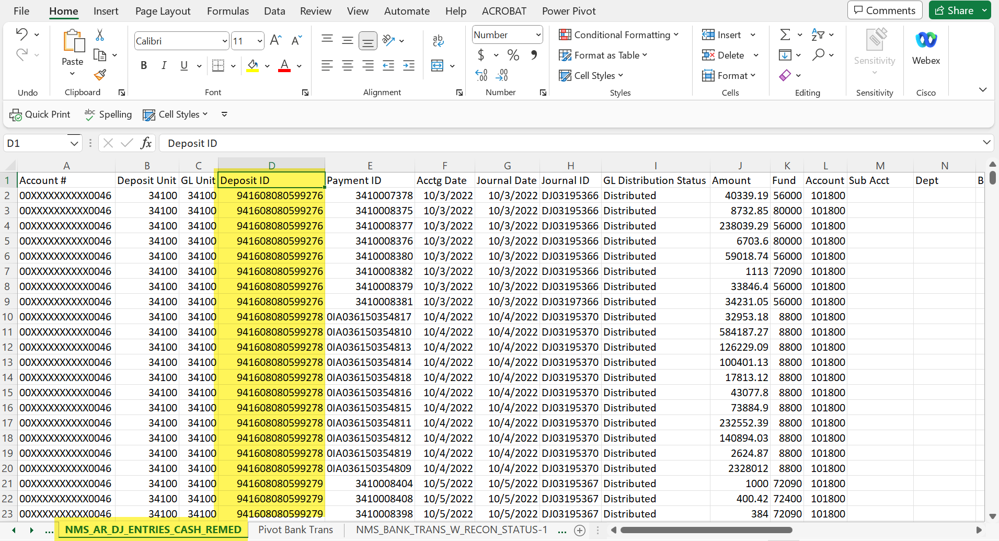 File Home Insert Page Layout Formulas Data Review View Automate Help ACROBAT Power Pivot Comments Share
Calibri 11 ab Number Conditional Formatting Insert
Paste $ % Format as Table Delete Sensitivity Webex
B I U A Cell Styles Format
Undo Clipboard Font Alignment Number Styles Cells Editing Sensitivity Cisco
Quick Print abc Spelling Cell Styles
D1 fx Deposit ID
A B C D E F G H I J K L M N
1 Account # Deposit Unit GL Unit Deposit ID Payment ID Acctg Date Journal Date Journal ID GL Distribution Status Amount Fund Account Sub Acct Dept B
2 00XXXXXXXXXX0046 34100 34100 941608080599276 3410007378 10/3/2022 10/3/2022 DJ03195366 Distributed 40339.19 56000 101800
3 00XXXXXXXXXX0046 34100 34100 941608080599276 3410008375 10/3/2022 10/3/2022 DJ03195366 Distributed 8732.85 80000 101800
4 00XXXXXXXXXX0046 34100 34100 941608080599276 3410008377 10/3/2022 10/3/2022 DJ03195366 Distributed 238039.29 56000 101800
5 00XXXXXXXXXX0046 34100 34100 941608080599276 3410008376 10/3/2022 10/3/2022 DJ03195366 Distributed 6703.6 80000 101800
6 00XXXXXXXXXX0046 34100 34100 941608080599276 3410008380 10/3/2022 10/3/2022 DJ03195366 Distributed 59018.74 56000 101800
7 00XXXXXXXXXX0046 34100 34100 941608080599276 3410008382 10/3/2022 10/3/2022 DJ03195366 Distributed 1113 72090 101800
8 00XXXXXXXXXX0046 34100 34100 941608080599276 3410008379 10/3/2022 10/3/2022 DJ03195366 Distributed 33846.4 56000 101800
9 00XXXXXXXXXX0046 34100 34100 941608080599276 3410008381 10/3/2022 10/3/2022 DJ03197366 Distributed 34231.05 56000 101800
10 00XXXXXXXXXX0046 34100 34100 941608080599278 0IA036150354817 10/4/2022 10/4/2022 DJ03195370 Distributed 32953.18 8800 101800
11 00XXXXXXXXXX0046 34100 34100 941608080599278 0IA036150354810 10/4/2022 10/4/2022 DJ03195370 Distributed 584187.27 8800 101800
12 00XXXXXXXXXX0046 34100 34100 941608080599278 0IA036150354813 10/4/2022 10/4/2022 DJ03195370 Distributed 126229.09 8800 101800
13 00XXXXXXXXXX0046 34100 34100 941608080599278 0IA036150354814 10/4/2022 10/4/2022 DJ03195370 Distributed 100401.13 8800 101800
14 00XXXXXXXXXX0046 34100 34100 941608080599278 0IA036150354818 10/4/2022 10/4/2022 DJ03195370 Distributed 17813.12 8800 101800
15 00XXXXXXXXXX0046 34100 34100 941608080599278 0IA036150354816 10/4/2022 10/4/2022 DJ03195370 Distributed 43077.8 8800 101800
16 00XXXXXXXXXX0046 34100 34100 941608080599278 0IA036150354815 10/4/2022 10/4/2022 DJ03195370 Distributed 73884.9 8800 101800
17 00XXXXXXXXXX0046 34100 34100 941608080599278 0IA036150354811 10/4/2022 10/4/2022 DJ03195370 Distributed 232552.39 8800 101800
18 00XXXXXXXXXX0046 34100 34100 941608080599278 0IA036150354812 10/4/2022 10/4/2022 DJ03195370 Distributed 140894.03 8800 101800
19 00XXXXXXXXXX0046 34100 34100 941608080599278 0IA036150354819 10/4/2022 10/4/2022 DJ03195370 Distributed 2624.87 8800 101800
20 00XXXXXXXXXX0046 34100 34100 941608080599278 0IA036150354809 10/4/2022 10/4/2022 DJ03195370 Distributed 2328012 8800 101800
21 00XXXXXXXXXX0046 34100 34100 941608080599279 3410008404 10/5/2022 10/5/2022 DJ03195367 Distributed 1000 72090 101800
22 00XXXXXXXXXX0046 34100 34100 941608080599279 3410008408 10/5/2022 10/5/2022 DJ03195367 Distributed 400.42 72400 101800
23 00XXXXXXXXXX0046 34100 34100 941608080599279 3410008398 10/5/2022 10/5/2022 DJ03195367 Distributed 384 72090 101800
... NMS_AR_DJ_ENTRIES_CASH_REMED Pivot Bank Trans NMS_BANK_TRANS_W_RECON_STATUS-1 ...